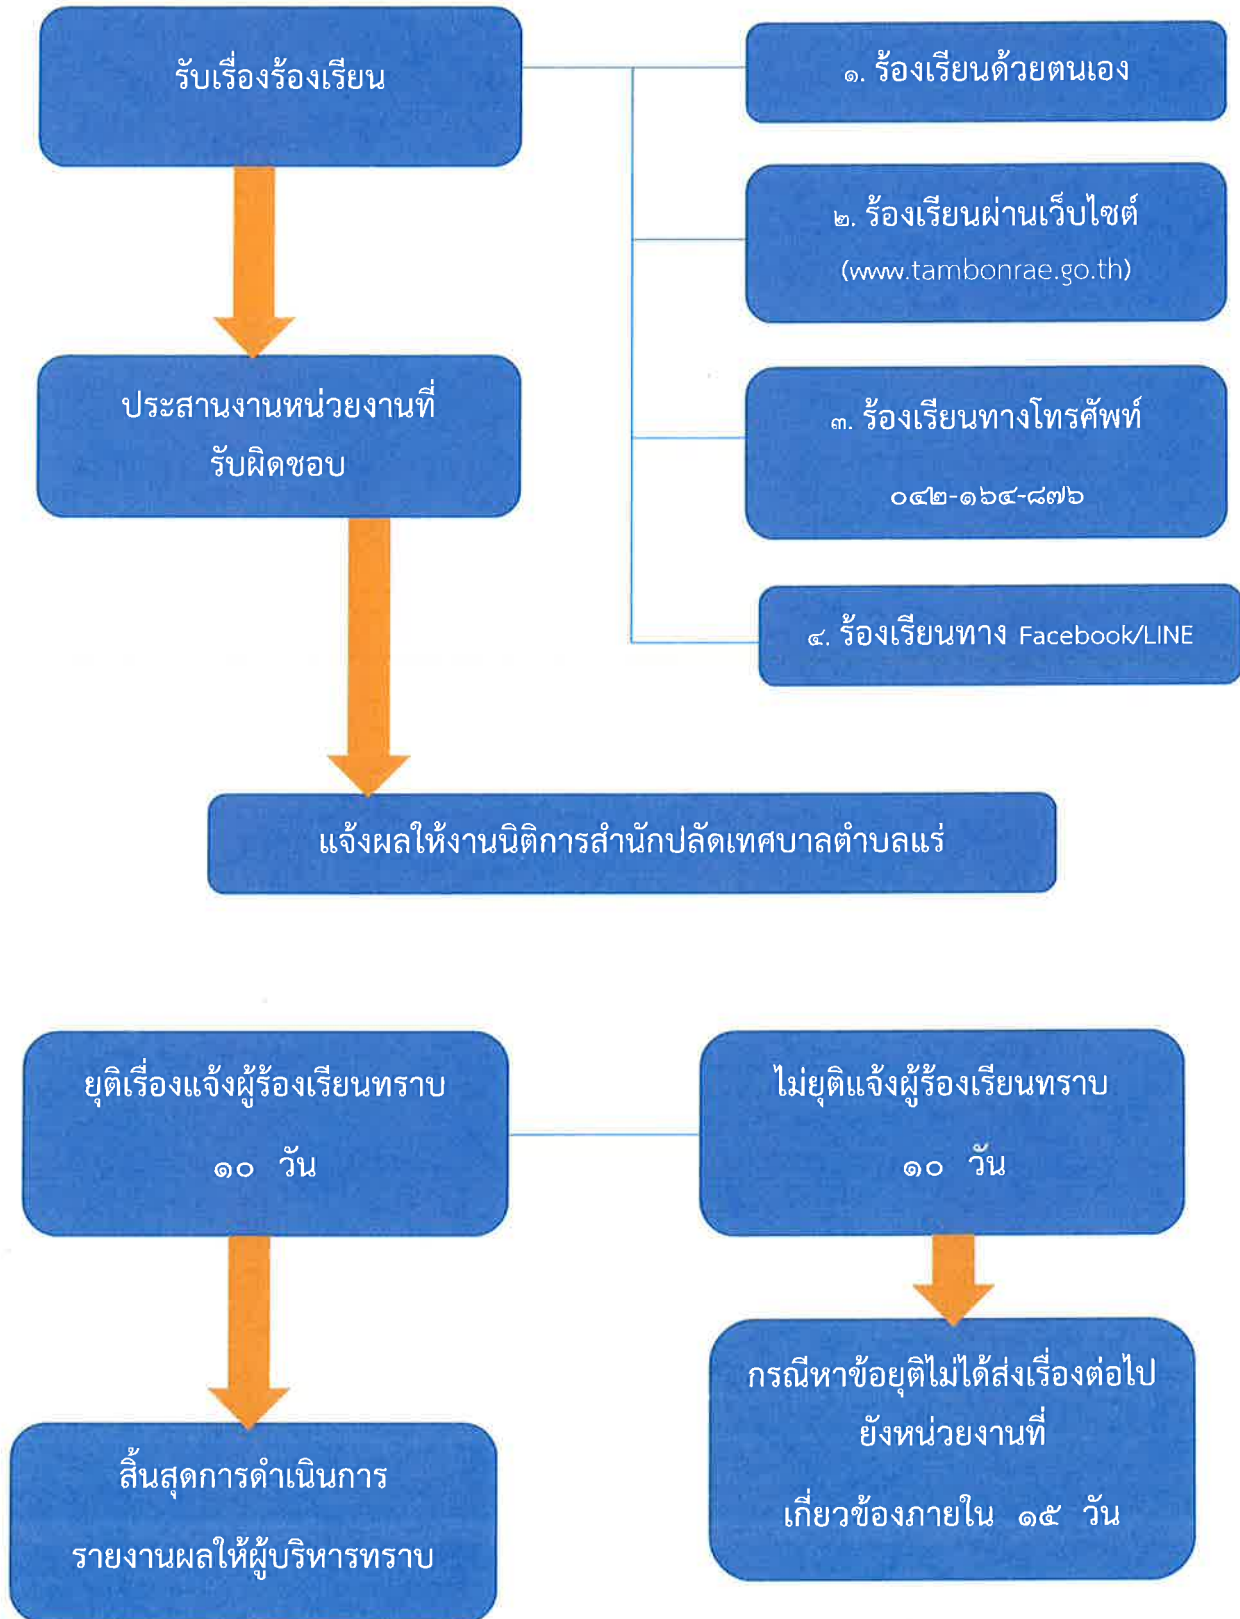 รับเรื่องร้องเรียน
๑. ร้องเรียนด้วยตนเอง
๒. ร้องเรียนผ่านเว็บไซต์
(www.tambonrae.go.th)
๓. ร้องเรียนทางโทรศัพท์
๐๔๒-๑๖๔-๘๗๖
๔. ร้องเรียนทาง Facebook/LINE
ประสานงานหน่วยงานที่
รับผิดชอบ
แจ้งผลให้งานนิติการสำนักปลัดเทศบาลตำบลแร่
ยุติเรื่องแจ้งผู้ร้องเรียนทราบ
๑๐ วัน
ไม่ยุติแจ้งผู้ร้องเรียนทราบ
๑๐ วัน
สิ้นสุดการดำเนินการ
รายงานผลให้ผู้บริหารทราบ
กรณีหาข้อยุติไม่ได้ส่งเรื่องต่อไป
ยังหน่วยงานที่
เกี่ยวข้องภายใน ๑๕ วัน